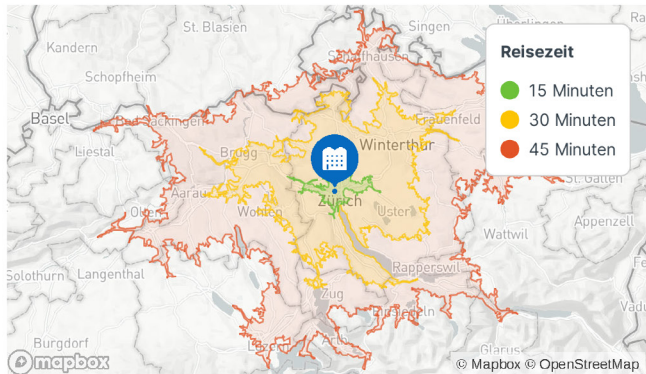 St. Blasien
Singen
Überlingen
Kandern
Schaffhausen
Schopfheim
Reisezeit
15 Minuten
30 Minuten
45 Minuten
Basel
Bad Säckingen
Frauenfeld
Liestal
Brugg
Winterthur
St. Gallen
Aarau
Olten
Wohlen
Zürich
Uster
Appenzell
Wattwil
Solothurn
Langenthal
Rapperswil
Zug
Einsiedeln
Burgdorf
Luzern
Arth
Glarus
mapbox
© Mapbox © OpenStreetMap